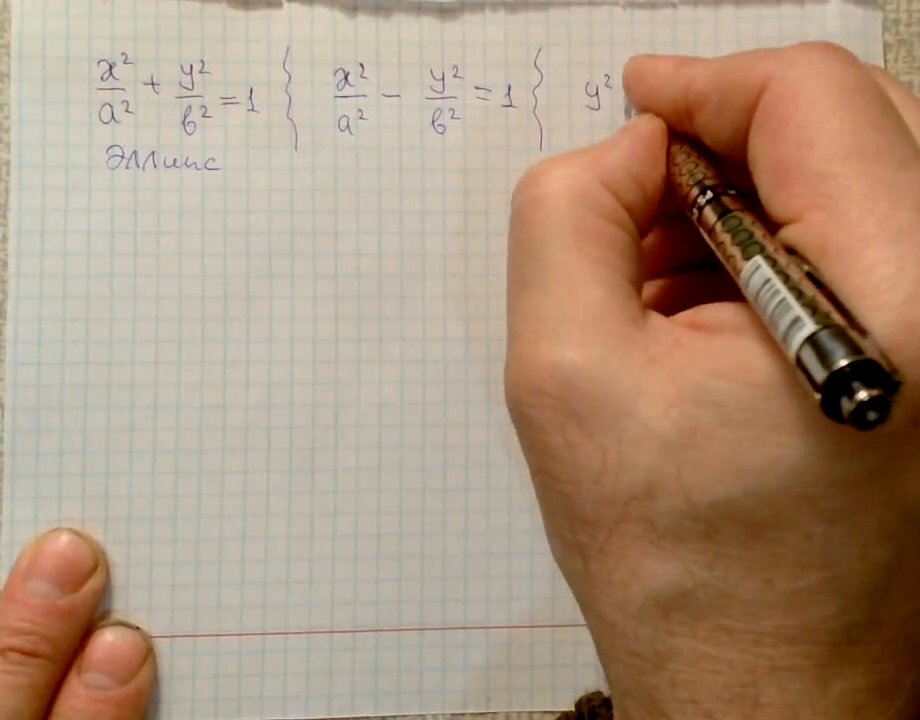 x²/a² + y²/b² = 1 { x²/a² − y²/b² = 1 { y²
Эллипс